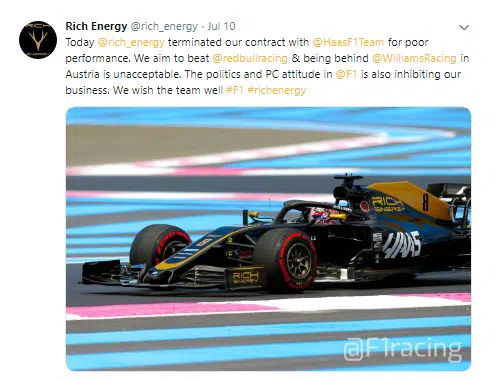 RICH
Rich Energy @rich_energy · Jul 10
Today @rich_energy terminated our contract with @HaasF1Team for poor
performance. We aim to beat @redbullracing & being behind @WilliamsRacing in
Austria is unacceptable. The politics and PC attitude in @F1 is also inhibiting our
business. We wish the team well #F1 #richenergy
8
RICH
ENERGY
HAAS
8
RICH
ENERGY
@F1racing